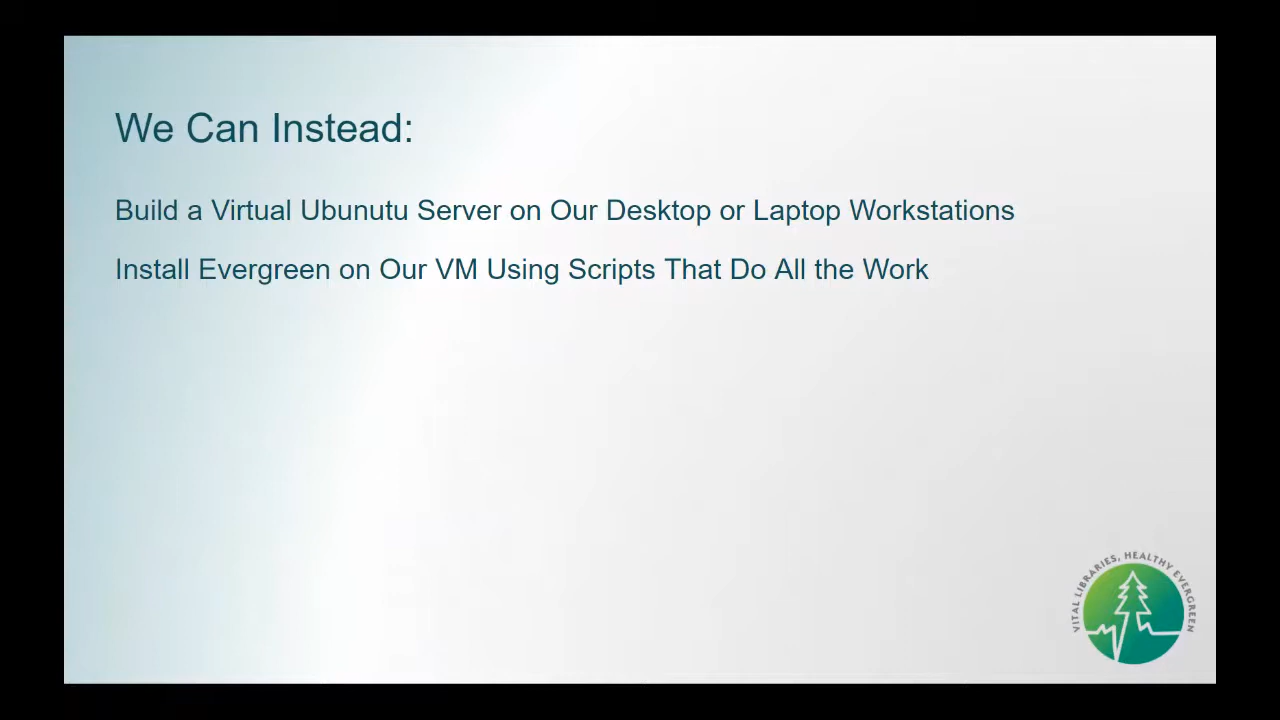 We Can Instead:
Build a Virtual Ubunutu Server on Our Desktop or Laptop Workstations
Install Evergreen on Our VM Using Scripts That Do All the Work
VITAL LIBRARIES, HEALTHY EVERGREEN